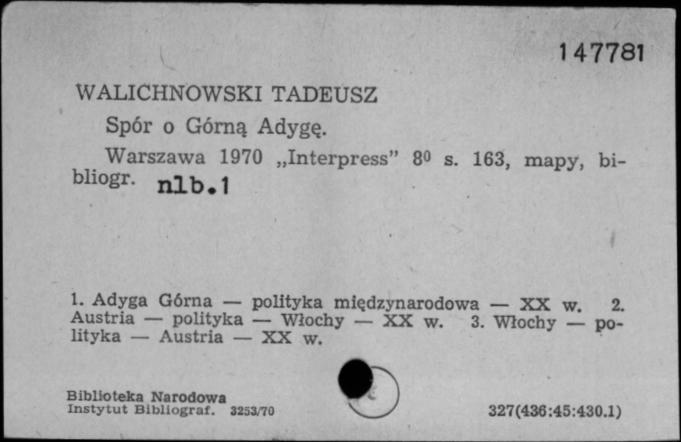 147781
WALICHNOWSKI TADEUSZ
Spór o Górną Adygę.
Warszawa 1970 „Interpress” 8⁰ s. 163, mapy, bi-
bliogr. nlb.1
1. Adyga Górna — polityka międzynarodowa — XX w. 2.
Austria — polityka — Włochy — XX w. 3. Włochy — po-
lityka — Austria — XX w.
Biblioteka Narodowa
Instytut Bibliograf. 3253/70
327(436:45:430.1)